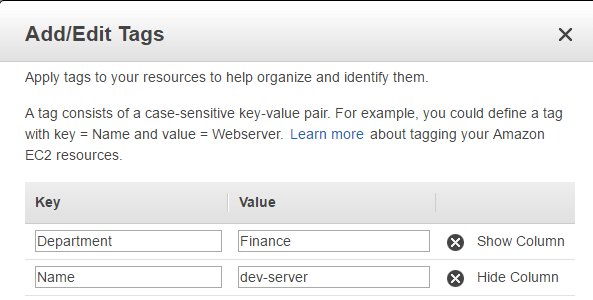 Add/Edit Tags
Apply tags to your resources to help organize and identify them.
A tag consists of a case-sensitive key-value pair. For example, you could define a tag
with key = Name and value = Webserver. Learn more about tagging your Amazon
EC2 resources.
Key Value
Department Finance Show Column
Name dev-server Hide Column